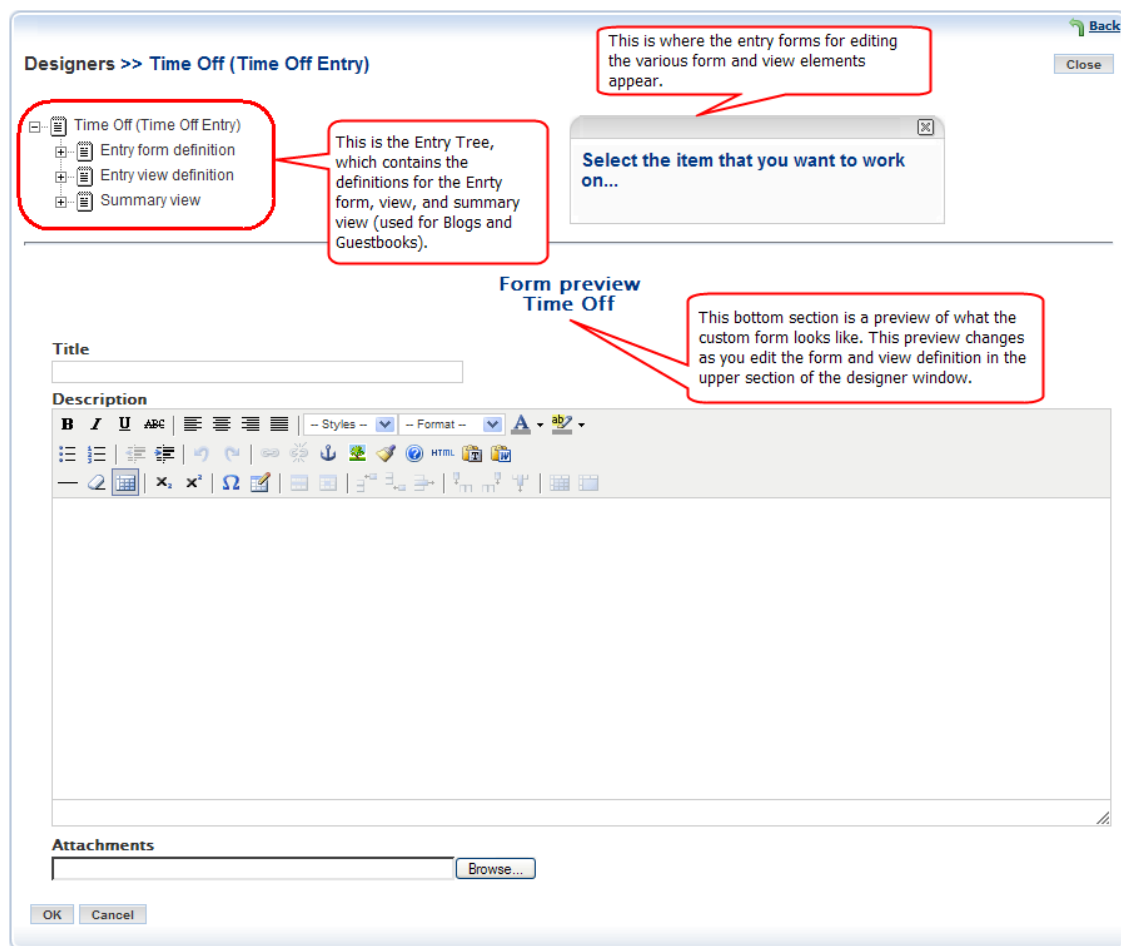 Back
This is where the entry forms for editing
the various form and view elements
appear.
Designers >> Time Off (Time Off Entry)
Close
Time Off (Time Off Entry)
Entry form definition
Entry view definition
Summary view
This is the Entry Tree,
which contains the
definitions for the Enrty
form, view, and summary
view (used for Blogs and
Guestbooks).
Select the item that you want to work
on...
Form preview
Time Off
This bottom section is a preview of what the
custom form looks like. This preview changes
as you edit the form and view definition in the
upper section of the designer window.
Title
Description
B I U ABC -- Styles -- -- Format -- A ab
HTML T W
x₂ x² Ω
Attachments
Browse...
OK Cancel